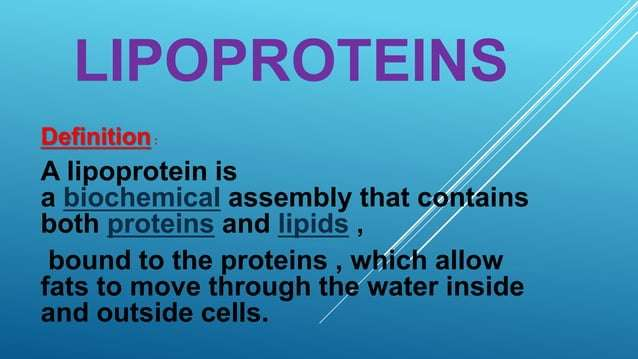 LIPOPROTEINS
Definition :
A lipoprotein is
a biochemical assembly that contains
both proteins and lipids ,
bound to the proteins , which allow
fats to move through the water inside
and outside cells.